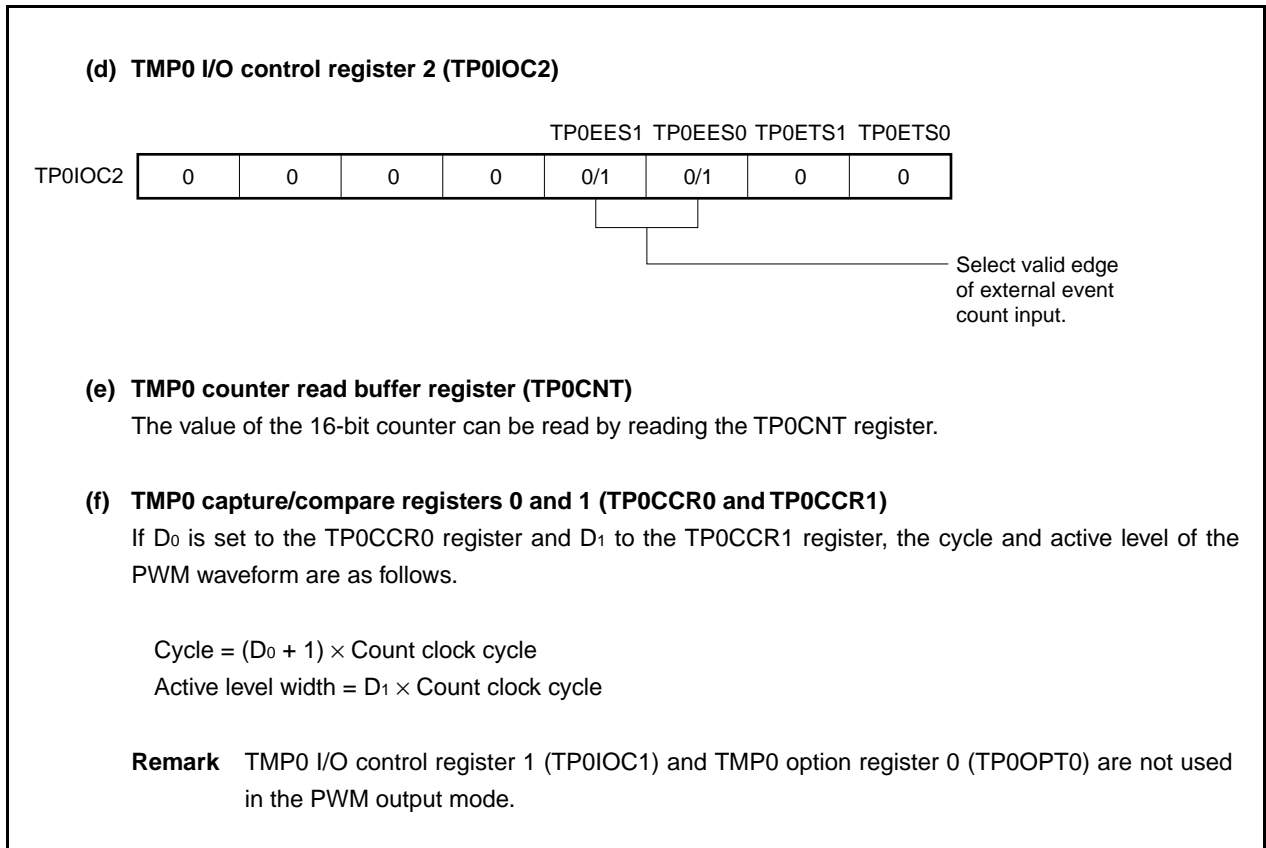 (d) TMP0 I/O control register 2 (TP0IOC2)
TP0EES1 TP0EES0 TP0ETS1 TP0ETS0
TP0IOC2 0 0 0 0 0/1 0/1 0 0
Select valid edge
of external event
count input.
(e) TMP0 counter read buffer register (TP0CNT)
The value of the 16-bit counter can be read by reading the TP0CNT register.
(f) TMP0 capture/compare registers 0 and 1 (TP0CCR0 and TP0CCR1)
If D0 is set to the TP0CCR0 register and D1 to the TP0CCR1 register, the cycle and active level of the
PWM waveform are as follows.
Cycle = (D0 + 1) × Count clock cycle
Active level width = D1 × Count clock cycle
Remark TMP0 I/O control register 1 (TP0IOC1) and TMP0 option register 0 (TP0OPT0) are not used
in the PWM output mode.